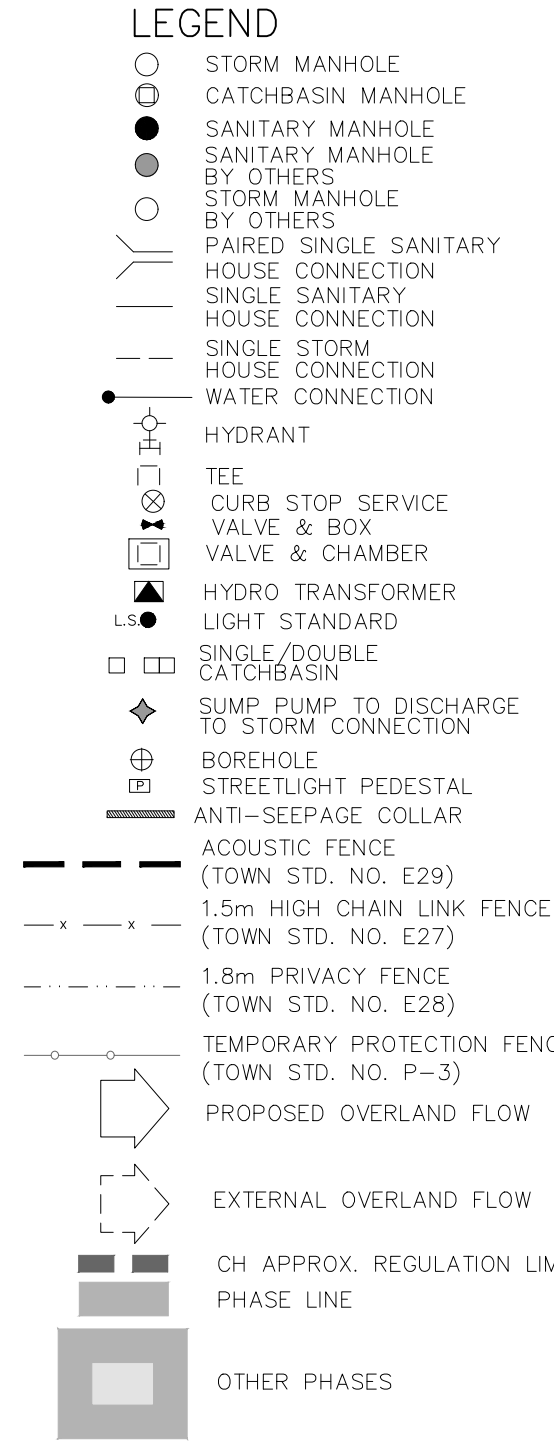 LEGEND
STORM MANHOLE
CATCHBASIN MANHOLE
SANITARY MANHOLE
SANITARY MANHOLE
BY OTHERS
STORM MANHOLE
BY OTHERS
PAIRED SINGLE SANITARY
HOUSE CONNECTION
SINGLE SANITARY
HOUSE CONNECTION
SINGLE STORM
HOUSE CONNECTION
WATER CONNECTION
HYDRANT
TEE
CURB STOP SERVICE
VALVE & BOX
VALVE & CHAMBER
HYDRO TRANSFORMER
L.S. LIGHT STANDARD
SINGLE/DOUBLE
CATCHBASIN
SUMP PUMP TO DISCHARGE
TO STORM CONNECTION
BOREHOLE
P STREETLIGHT PEDESTAL
ANTI-SEEPAGE COLLAR
ACOUSTIC FENCE
(TOWN STD. NO. E29)
x x 1.5m HIGH CHAIN LINK FENCE
(TOWN STD. NO. E27)
1.8m PRIVACY FENCE
(TOWN STD. NO. E28)
TEMPORARY PROTECTION FENC
(TOWN STD. NO. P-3)
PROPOSED OVERLAND FLOW
EXTERNAL OVERLAND FLOW
CH APPROX. REGULATION LIM
PHASE LINE
OTHER PHASES